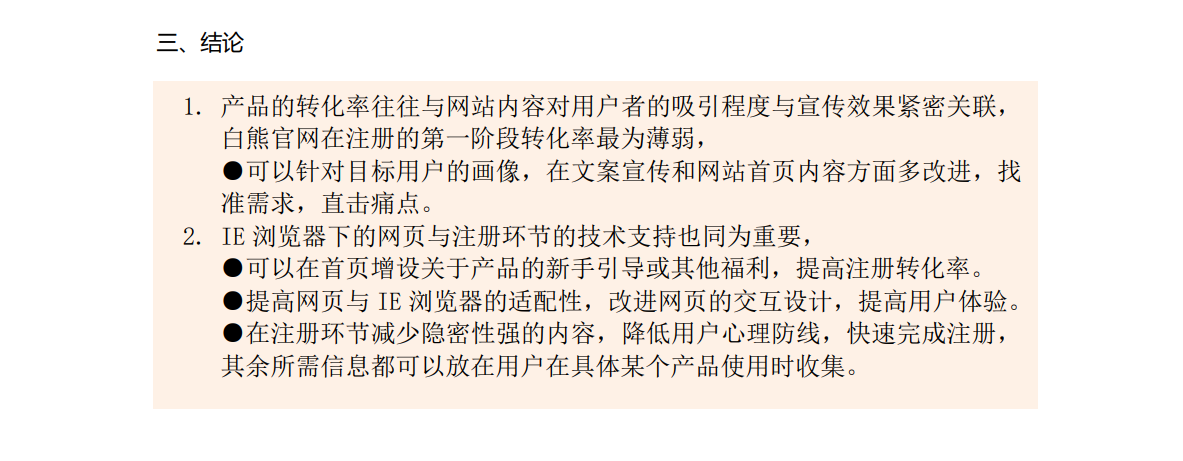 三、结论
1. 产品的转化率往往与网站内容对用户者的吸引程度与宣传效果紧密关联，
白熊官网在注册的第一阶段转化率最为薄弱，
●可以针对目标用户的画像，在文案宣传和网站首页内容方面多改进，找
准需求，直击痛点。
2. IE 浏览器下的网页与注册环节的技术支持也同为重要，
●可以在首页增设关于产品的新手引导或其他福利，提高注册转化率。
●提高网页与 IE 浏览器的适配性，改进网页的交互设计，提高用户体验。
●在注册环节减少隐密性强的内容，降低用户心理防线，快速完成注册，
其余所需信息都可以放在用户在具体某个产品使用时收集。